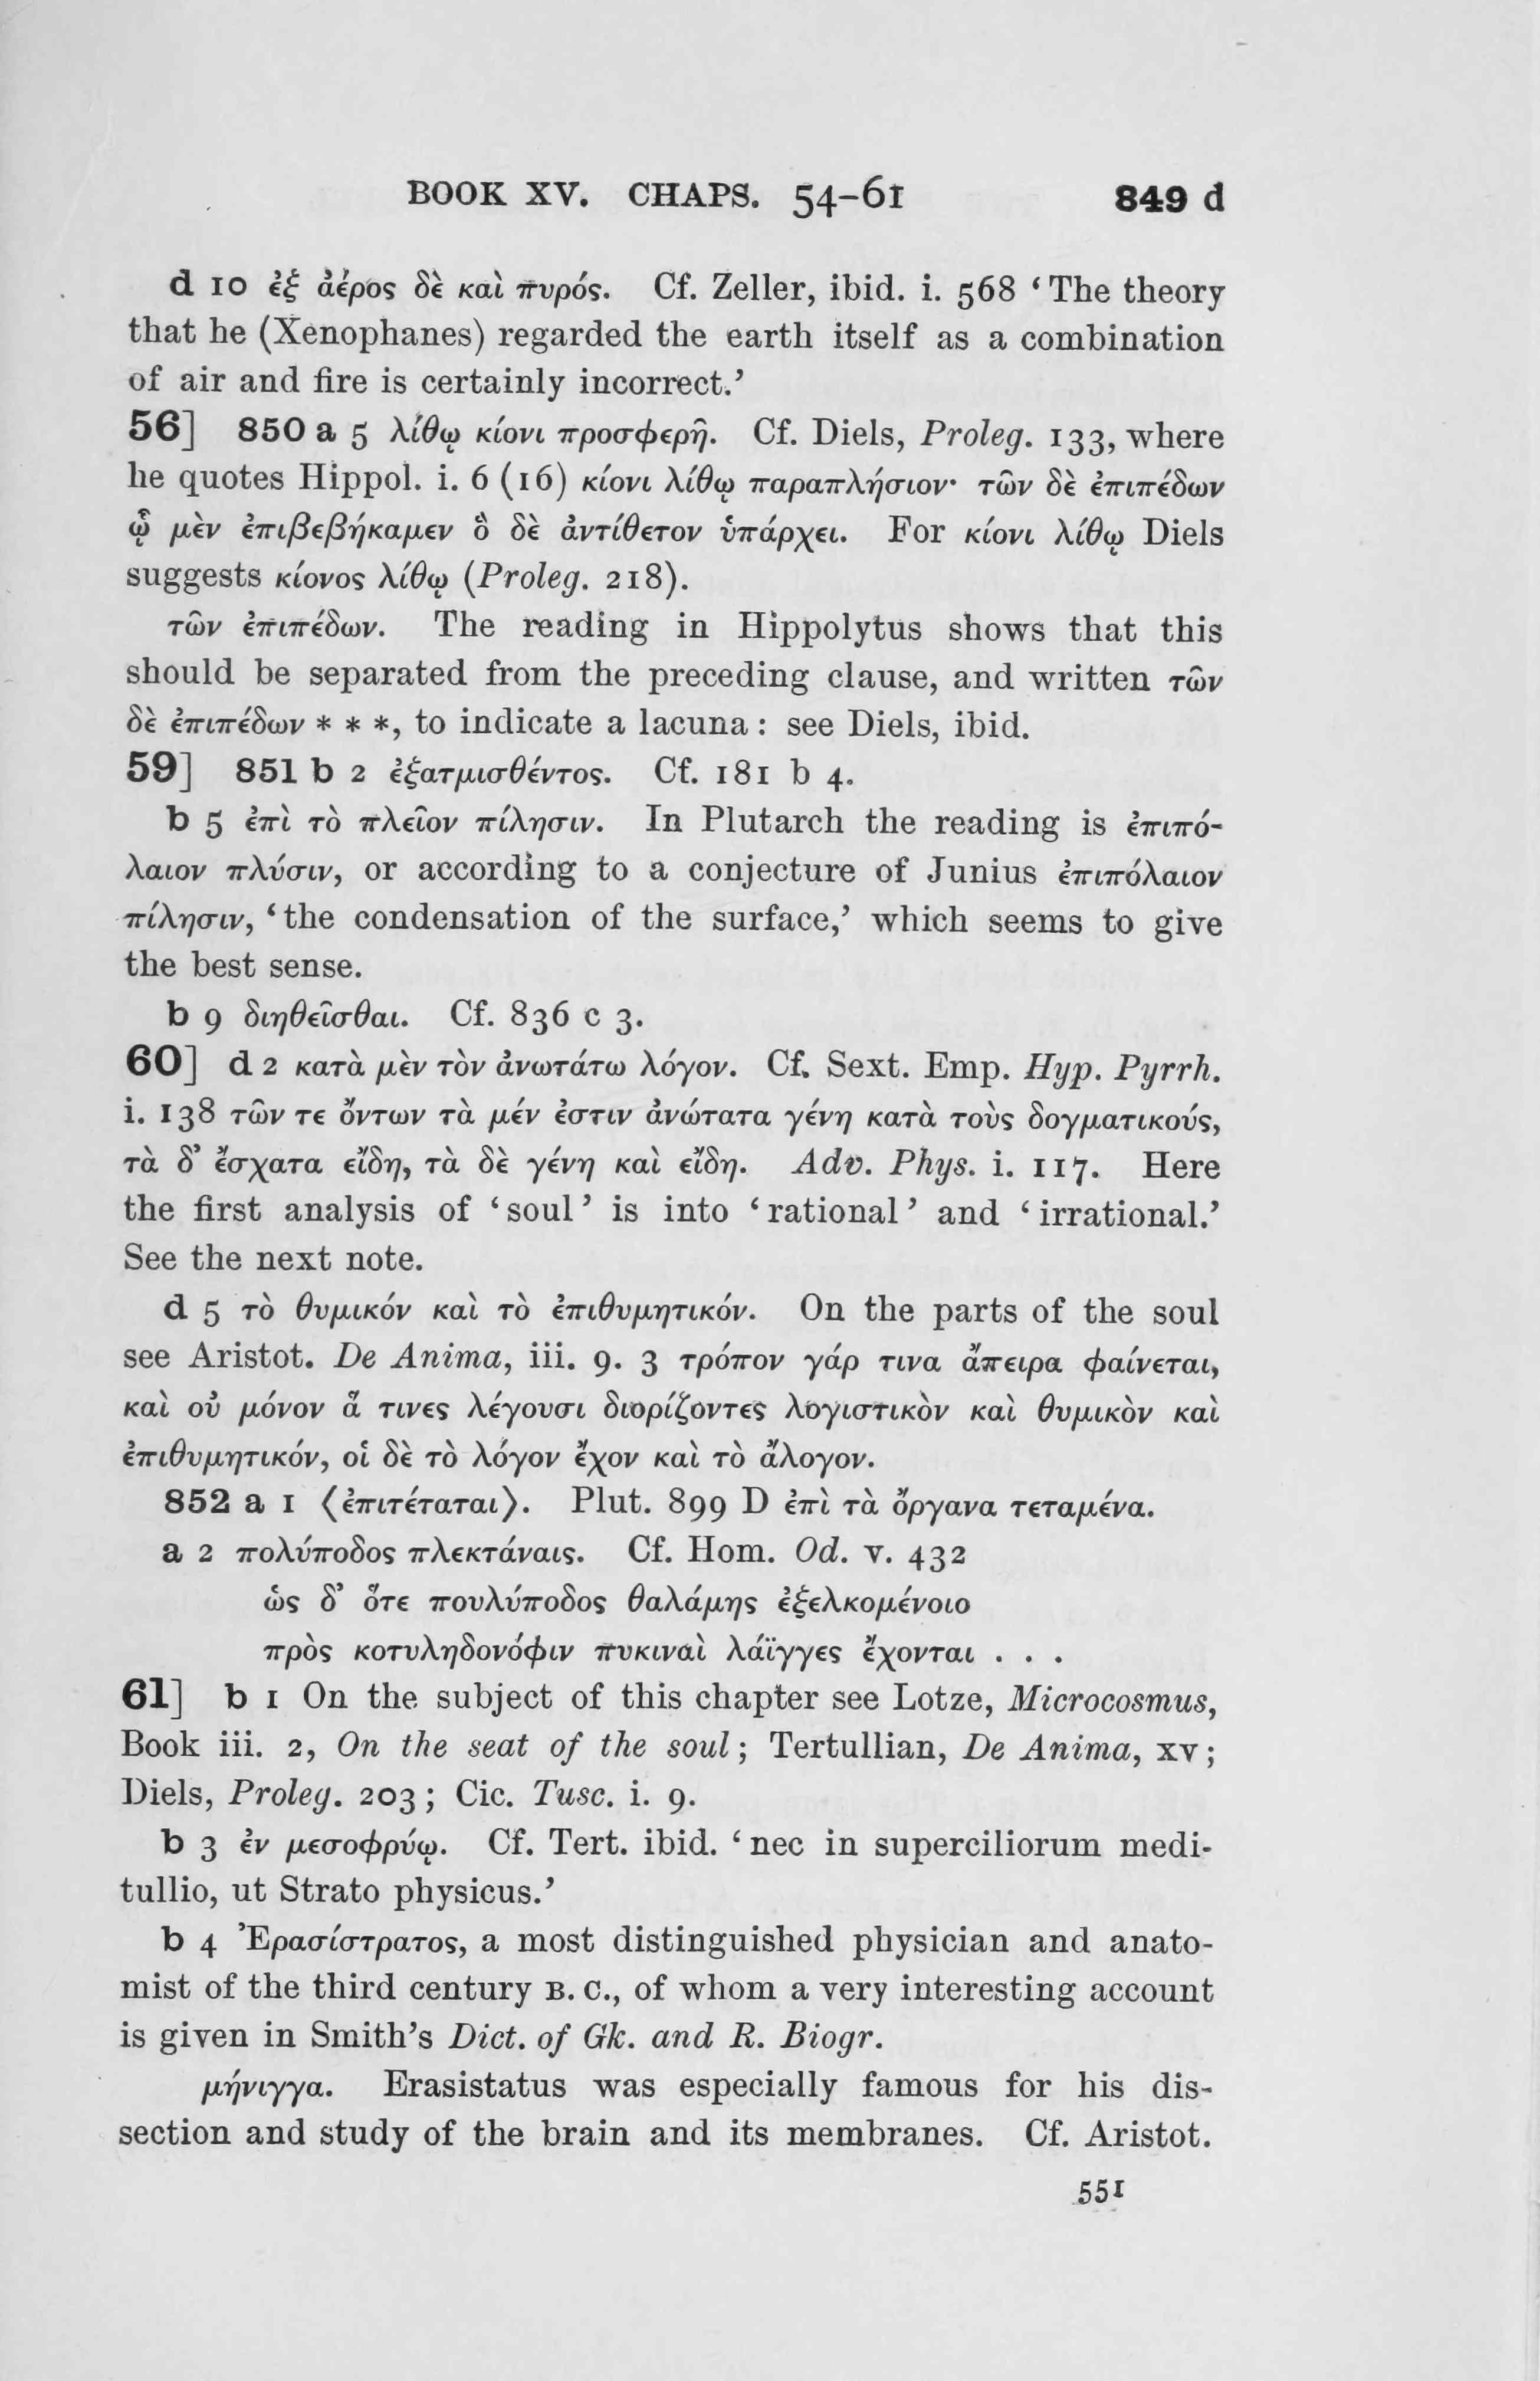 BOOK XV. CHAPS. 54–61 849 d
d 10 ἐξ ἀέρος δὲ καὶ πυρός. Cf. Zeller, ibid. i. 568 ‘The theory
that he (Xenophanes) regarded the earth itself as a combination
of air and fire is certainly incorrect.’
56] 850 a 5 λίθῳ κίονι προσφερῆ. Cf. Diels, Proleg. 133, where
he quotes Hippol. i. 6 (16) κίονι λίθῳ παραπλήσιον· τῶν δὲ ἐπιπέδων
ᾧ μὲν ἐπιβεβήκαμεν ὃ δὲ ἀντίθετον ὑπάρχει. For κίονι λίθῳ Diels
suggests κίονος λίθῳ (Proleg. 218).
τῶν ἐπιπέδων. The reading in Hippolytus shows that this
should be separated from the preceding clause, and written τῶν
δὲ ἐπιπέδων * * *, to indicate a lacuna : see Diels, ibid.
59] 851 b 2 ἐξατμισθέντος. Cf. 181 b 4.
b 5 ἐπὶ τὸ πλεῖον πίλησιν. In Plutarch the reading is ἐπιπό-
λαιον πλύσιν, or according to a conjecture of Junius ἐπιπόλαιον
πίλησιν, ‘the condensation of the surface,’ which seems to give
the best sense.
b 9 διηθεῖσθαι. Cf. 836 c 3.
60] d 2 κατὰ μὲν τὸν ἀνωτάτω λόγον. Cf. Sext. Emp. Hyp. Pyrrh.
i. 138 τῶν τε ὄντων τὰ μέν ἐστιν ἀνώτατα γένη κατὰ τοὺς δογματικούς,
τὰ δ’ ἔσχατα εἴδη, τὰ δὲ γένη καὶ εἴδη. Adv. Phys. i. 117. Here
the first analysis of ‘soul’ is into ‘rational’ and ‘irrational.’
See the next note.
d 5 τὸ θυμικόν καὶ τὸ ἐπιθυμητικόν. On the parts of the soul
see Aristot. De Anima, iii. 9. 3 τρόπον γάρ τινα ἄπειρα φαίνεται,
καὶ οὐ μόνον ἅ τινες λέγουσι διορίζοντες λογιστικὸν καὶ θυμικὸν καὶ
ἐπιθυμητικόν, οἱ δὲ τὸ λόγον ἔχον καὶ τὸ ἄλογον.
852 a 1 ⟨ἐπιτέταται⟩. Plut. 899 D ἐπὶ τὰ ὄργανα τεταμένα.
a 2 πολύποδος πλεκτάναις. Cf. Hom. Od. v. 432
ὡς δ’ ὅτε πουλύποδος θαλάμης ἐξελκομένοιο
πρὸς κοτυληδονόφιν πυκιναὶ λάϊγγες ἔχονται . . .
61] b 1 On the subject of this chapter see Lotze, Microcosmus,
Book iii. 2, On the seat of the soul ; Tertullian, De Anima, xv ;
Diels, Proleg. 203 ; Cic. Tusc. i. 9.
b 3 ἐν μεσοφρύῳ. Cf. Tert. ibid. ‘nec in superciliorum medi-
tullio, ut Strato physicus.’
b 4 Ἐρασίστρατος, a most distinguished physician and anato-
mist of the third century B. C., of whom a very interesting account
is given in Smith’s Dict. of Gk. and R. Biogr.
μήνιγγα. Erasistatus was especially famous for his dis-
section and study of the brain and its membranes. Cf. Aristot.
551